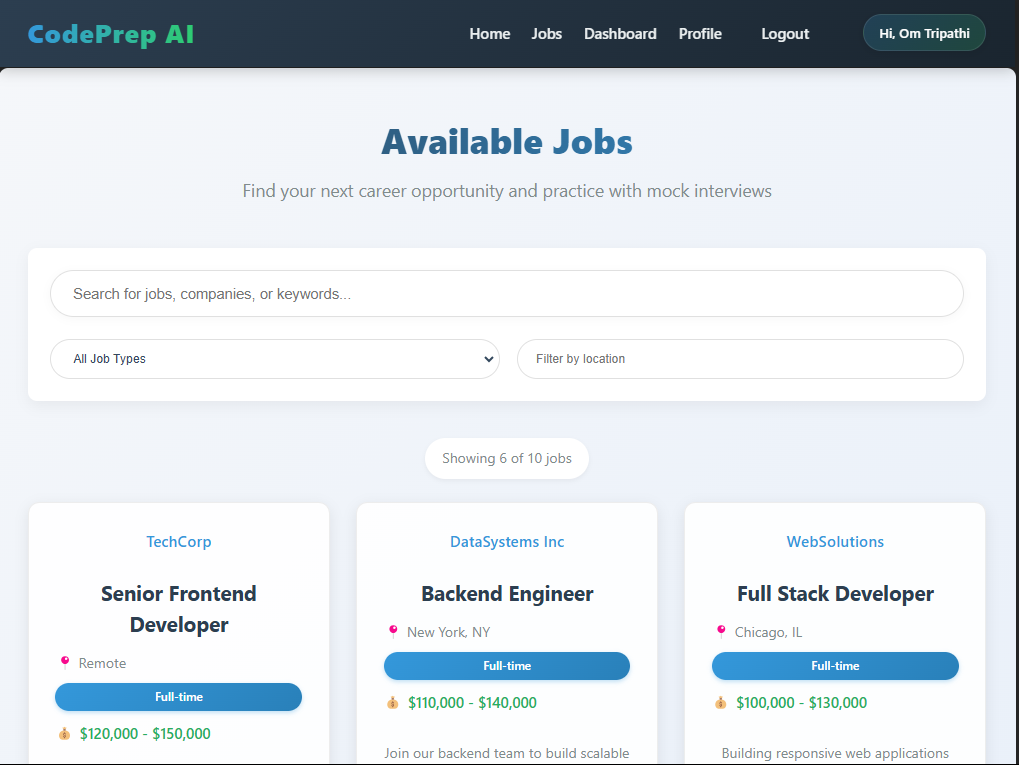 CodePrep AI
Home Jobs Dashboard Profile Logout Hi, Om Tripathi
Available Jobs
Find your next career opportunity and practice with mock interviews
Search for jobs, companies, or keywords...
All Job Types
Filter by location
Showing 6 of 10 jobs
TechCorp
Senior Frontend
Developer
Remote
Full-time
$120,000 - $150,000
DataSystems Inc
Backend Engineer
New York, NY
Full-time
$110,000 - $140,000
Join our backend team to build scalable
WebSolutions
Full Stack Developer
Chicago, IL
Full-time
$100,000 - $130,000
Building responsive web applications